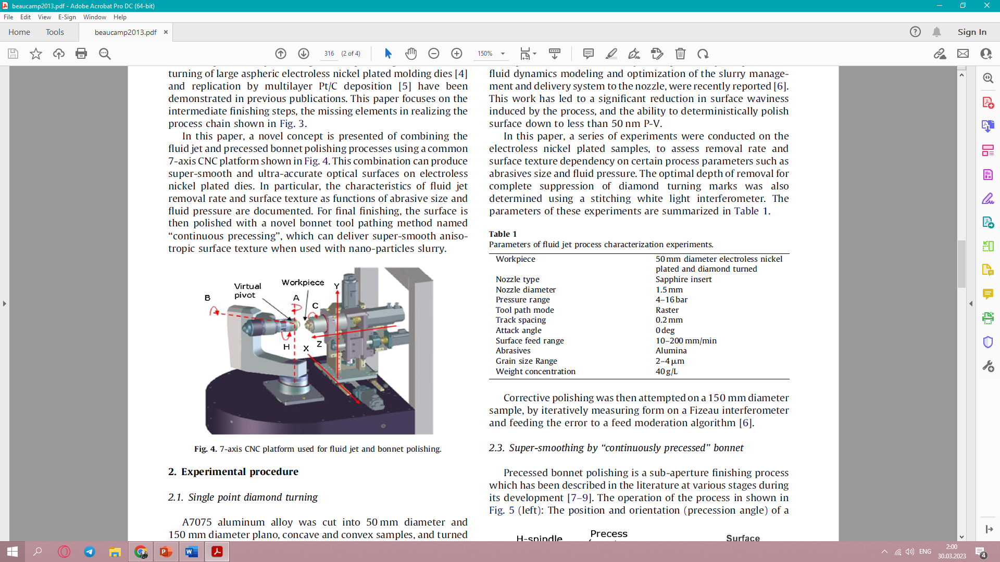 beaucamp2013.pdf - Adobe Acrobat Pro DC (64-bit)
File Edit View E-Sign Window Help
Home Tools beaucamp2013.pdf × Sign In
316 (2 of 4) 150%
turning of large aspheric electroless nickel plated molding dies [4]
and replication by multilayer Pt/C deposition [5] have been
demonstrated in previous publications. This paper focuses on the
intermediate finishing steps, the missing elements in realizing the
process chain shown in Fig. 3.
In this paper, a novel concept is presented of combining the
fluid jet and precessed bonnet polishing processes using a common
7-axis CNC platform shown in Fig. 4. This combination can produce
super-smooth and ultra-accurate optical surfaces on electroless
nickel plated dies. In particular, the characteristics of fluid jet
removal rate and surface texture as functions of abrasive size and
fluid pressure are documented. For final finishing, the surface is
then polished with a novel bonnet tool pathing method named
“continuous precessing”, which can deliver super-smooth aniso-
tropic surface texture when used with nano-particles slurry.
Virtual
pivot
Workpiece
Y
B
A
C
H
X
Z
Fig. 4. 7-axis CNC platform used for fluid jet and bonnet polishing.
2. Experimental procedure
2.1. Single point diamond turning
A7075 aluminum alloy was cut into 50 mm diameter and
150 mm diameter plano, concave and convex samples, and turned
fluid dynamics modeling and optimization of the slurry manage-
ment and delivery system to the nozzle, were recently reported [6].
This work has led to a significant reduction in surface waviness
induced by the process, and the ability to deterministically polish
surface down to less than 50 nm P-V.
In this paper, a series of experiments were conducted on the
electroless nickel plated samples, to assess removal rate and
surface texture dependency on certain process parameters such as
abrasives size and fluid pressure. The optimal depth of removal for
complete suppression of diamond turning marks was also
determined using a stitching white light interferometer. The
parameters of these experiments are summarized in Table 1.
Table 1
Parameters of fluid jet process characterization experiments.
Workpiece 50 mm diameter electroless nickel
plated and diamond turned
Nozzle type Sapphire insert
Nozzle diameter 1.5 mm
Pressure range 4–16 bar
Tool path mode Raster
Track spacing 0.2 mm
Attack angle 0 deg
Surface feed range 10–200 mm/min
Abrasives Alumina
Grain size Range 2–4 μm
Weight concentration 40 g/L
Corrective polishing was then attempted on a 150 mm diameter
sample, by iteratively measuring form on a Fizeau interferometer
and feeding the error to a feed moderation algorithm [6].
2.3. Super-smoothing by “continuously precessed” bonnet
Precessed bonnet polishing is a sub-aperture finishing process
which has been described in the literature at various stages during
its development [7–9]. The operation of the process in shown in
Fig. 5 (left): The position and orientation (precession angle) of a
H-spindle Precess Surface
ENG
2:00
30.03.2023
4